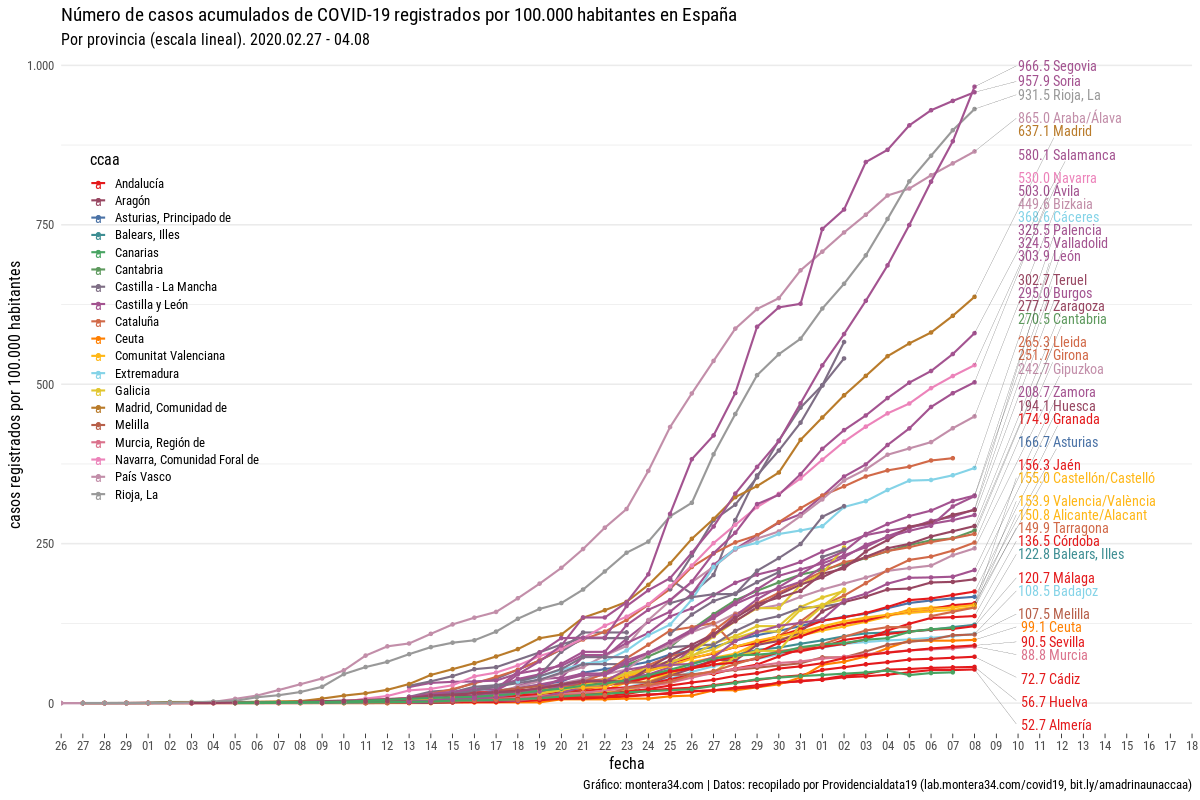 Número de casos acumulados de COVID-19 registrados por 100.000 habitantes en España
Por provincia (escala lineal). 2020.02.27 - 04.08
casos registrados por 100.000 habitantes
1.000
750
500
250
0
ccaa
Andalucía
Aragón
Asturias, Principado de
Balears, Illes
Canarias
Cantabria
Castilla - La Mancha
Castilla y León
Cataluña
Ceuta
Comunitat Valenciana
Extremadura
Galicia
Madrid, Comunidad de
Melilla
Murcia, Región de
Navarra, Comunidad Foral de
País Vasco
Rioja, La
966.5 Segovia
957.9 Soria
931.5 Rioja, La
865.0 Araba/Álava
637.1 Madrid
580.1 Salamanca
530.0 Navarra
503.0 Ávila
449.6 Bizkaia
368.6 Cáceres
325.5 Palencia
324.5 Valladolid
303.9 León
302.7 Teruel
295.0 Burgos
277.7 Zaragoza
270.5 Cantabria
265.3 Lleida
251.7 Girona
242.7 Gipuzkoa
208.7 Zamora
194.1 Huesca
174.9 Granada
166.7 Asturias
156.3 Jaén
155.0 Castellón/Castelló
153.9 Valencia/València
150.8 Alicante/Alacant
149.9 Tarragona
136.5 Córdoba
122.8 Balears, Illes
120.7 Málaga
108.5 Badajoz
107.5 Melilla
99.1 Ceuta
90.5 Sevilla
88.8 Murcia
72.7 Cádiz
56.7 Huelva
52.7 Almería
26 27 28 29 01 02 03 04 05 06 07 08 09 10 11 12 13 14 15 16 17 18 19 20 21 22 23 24 25 26 27 28 29 30 31 01 02 03 04 05 06 07 08 09 10 11 12 13 14 15 16 17 18
fecha
Gráfico: montera34.com | Datos: recopilado por Providencialdata19 (lab.montera34.com/covid19, bit.ly/amadrinaunaccaa)